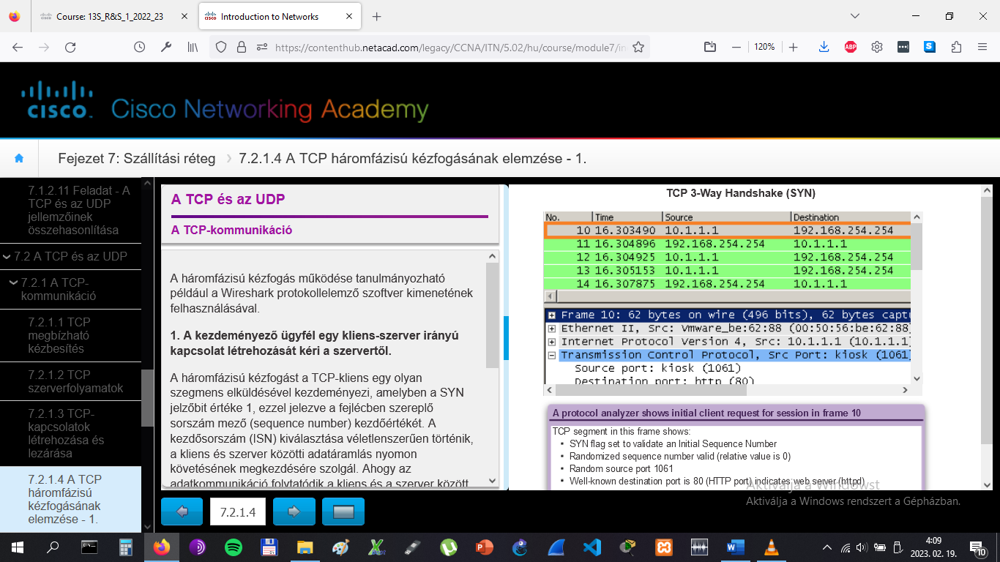 Course: 13S_R&S_1_2022_23
Introduction to Networks
https://contenthub.netacad.com/legacy/CCNA/ITN/5.02/hu/course/module7/in
120%
ABP
CISCO
Cisco Networking Academy
Fejezet 7: Szállítási réteg
7.2.1.4 A TCP háromfázisú kézfogásának elemzése - 1.
7.1.2.11 Feladat - A
TCP és az UDP
jellemzőinek
összehasonlítása
7.2 A TCP és az UDP
7.2.1 A TCP-
kommunikáció
7.2.1.1 TCP
megbízható
kézbesítés
7.2.1.2 TCP
szerverfolyamatok
7.2.1.3 TCP-
kapcsolatok
létrehozása és
lezárása
7.2.1.4 A TCP
háromfázisú
kézfogásának
elemzése - 1.
A TCP és az UDP
A TCP-kommunikáció
A háromfázisú kézfogás működése tanulmányozható
például a Wireshark protokollelemző szoftver kimenetének
felhasználásával.
1. A kezdeményező ügyfél egy kliens-szerver irányú
kapcsolat létrehozását kéri a szervertől.
A háromfázisú kézfogást a TCP-kliens egy olyan
szegmens elküldésével kezdeményezi, amelyben a SYN
jelzőbit értéke 1, ezzel jelezve a fejlécben szereplő
sorszám mező (sequence number) kezdőértékét. A
kezdősorszám (ISN) kiválasztása véletlenszerűen történik,
a kliens és szerver közötti adatáramlás nyomon
követésének megkezdésére szolgál. Ahogy az
adatkommunikáció folytatódik a kliens és a szerver között,
TCP 3-Way Handshake (SYN)
No. Time Source Destination
10 16.303490 10.1.1.1 192.168.254.254
11 16.304896 192.168.254.254 10.1.1.1
12 16.304925 10.1.1.1 192.168.254.254
13 16.305153 10.1.1.1 192.168.254.254
14 16.307875 192.168.254.254 10.1.1.1
Frame 10: 62 bytes on wire (496 bits), 62 bytes captu
Ethernet II, Src: Vmware_be:62:88 (00:50:56:be:62:88)
Internet Protocol Version 4, Src: 10.1.1.1 (10.1.1.1)
Transmission Control Protocol, Src Port: kiosk (1061)
Source port: kiosk (1061)
Destination port: http (80)
A protocol analyzer shows initial client request for session in frame 10
TCP segment in this frame shows:
• SYN flag set to validate an Initial Sequence Number
• Randomized sequence number valid (relative value is 0)
• Random source port 1061
• Well-known destination port is 80 (HTTP port) indicates web server (httpd)
Aktiválja a Windowst
Aktiválja a Windows rendszert a Gépházban.
7.2.1.4
4:09
2023. 02. 19.
10